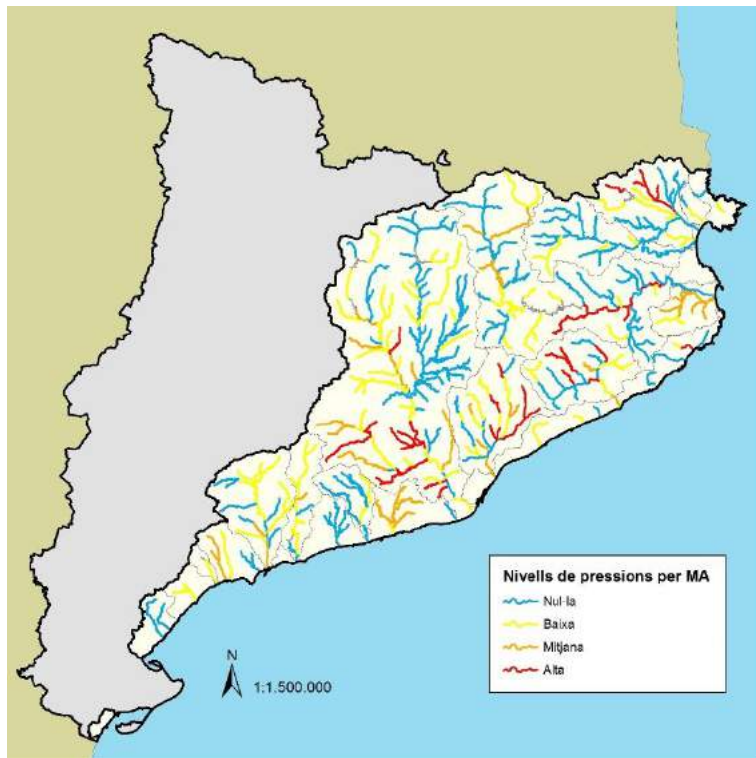 Nivells de pressions per MA
Nul·la
Baixa
Mitjana
Alta
N
1:1.500.000